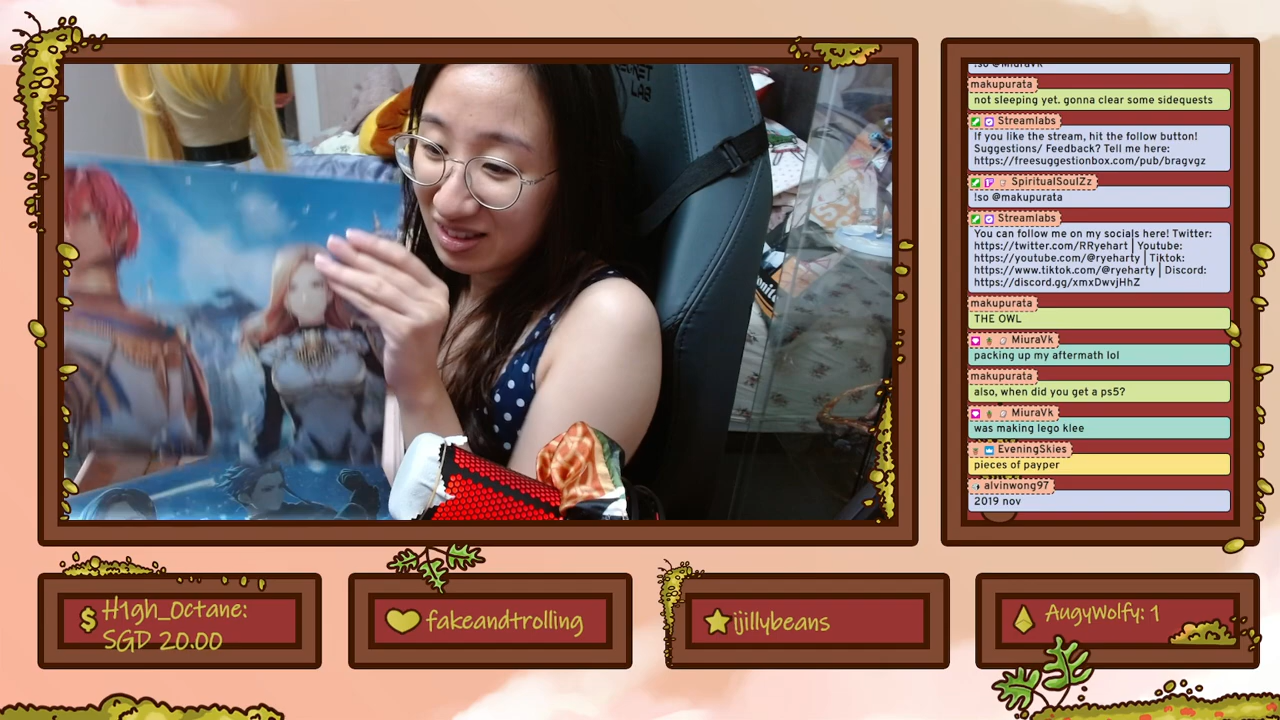 SECRET
LAB
!so @MiuraVk
makupurata
not sleeping yet. gonna clear some sidequests
Streamlabs
If you like the stream, hit the follow button!
Suggestions/ Feedback? Tell me here:
https://freesuggestionbox.com/pub/bragvgz
SpiritualSoulZz
!so @makupurata
Streamlabs
You can follow me on my socials here! Twitter:
https://twitter.com/RRyehart | Youtube:
https://youtube.com/@ryeharty | Tiktok:
https://www.tiktok.com/@ryeharty | Discord:
https://discord.gg/xmxDwvjHhZ
makupurata
THE OWL
MiuraVk
packing up my aftermath lol
makupurata
also, when did you get a ps5?
MiuraVk
was making lego klee
EveningSkies
pieces of payper
alvinwong97
2019 nov
$ H1gh_Octane:
SGD 20.00
fakeandtrolling
ijillybeans
AugyWolfy: 1